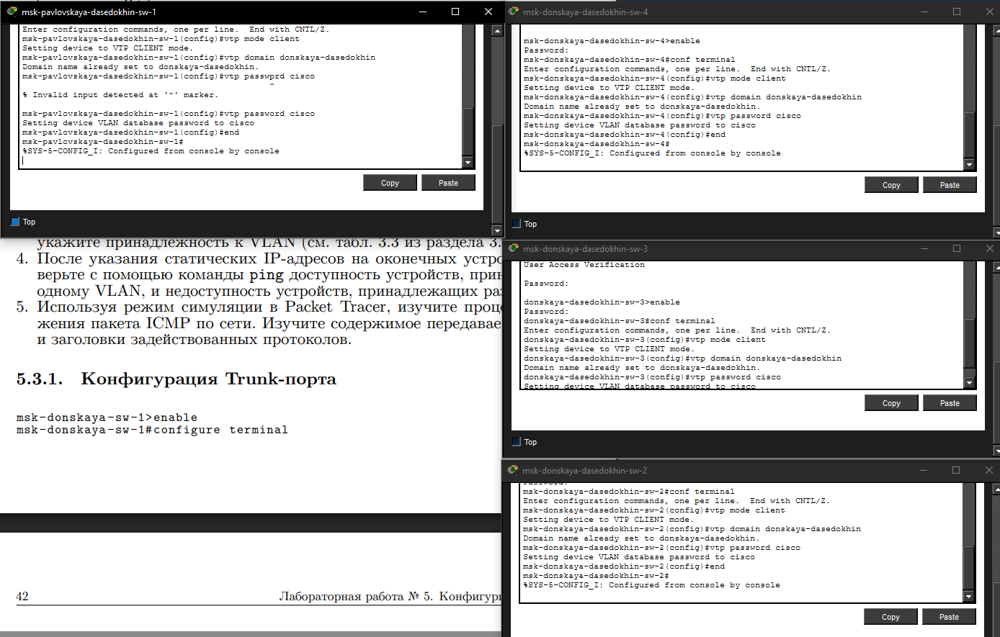 msk-pavlovskaya-dasedokhin-sw-1
Enter configuration commands, one per line.  End with CNTL/Z.
msk-pavlovskaya-dasedokhin-sw-1(config)#vtp mode client
Setting device to VTP CLIENT mode.
msk-pavlovskaya-dasedokhin-sw-1(config)#vtp domain donskaya-dasedokhin
Domain name already set to donskaya-dasedokhin.
msk-pavlovskaya-dasedokhin-sw-1(config)#vtp passwprd cisco
^
% Invalid input detected at '^' marker.
msk-pavlovskaya-dasedokhin-sw-1(config)#vtp password cisco
Setting device VLAN database password to cisco
msk-pavlovskaya-dasedokhin-sw-1(config)#end
msk-pavlovskaya-dasedokhin-sw-1#
%SYS-5-CONFIG_I: Configured from console by console
Copy
Paste
Top
msk-donskaya-dasedokhin-sw-4
msk-donskaya-dasedokhin-sw-4>enable
Password:
msk-donskaya-dasedokhin-sw-4#conf terminal
Enter configuration commands, one per line.  End with CNTL/Z.
msk-donskaya-dasedokhin-sw-4(config)#vtp mode client
Setting device to VTP CLIENT mode.
msk-donskaya-dasedokhin-sw-4(config)#vtp domain donskaya-dasedokhin
Domain name already set to donskaya-dasedokhin.
msk-donskaya-dasedokhin-sw-4(config)#vtp password cisco
Setting device VLAN database password to cisco
msk-donskaya-dasedokhin-sw-4(config)#end
msk-donskaya-dasedokhin-sw-4#
%SYS-5-CONFIG_I: Configured from console by console
Copy
Paste
Top
msk-donskaya-dasedokhin-sw-3
User Access Verification
Password:
donskaya-dasedokhin-sw-3>enable
Password:
donskaya-dasedokhin-sw-3#conf terminal
Enter configuration commands, one per line.  End with CNTL/Z.
donskaya-dasedokhin-sw-3(config)#vtp mode client
Setting device to VTP CLIENT mode.
donskaya-dasedokhin-sw-3(config)#vtp domain donskaya-dasedokhin
Domain name already set to donskaya-dasedokhin.
donskaya-dasedokhin-sw-3(config)#vtp password cisco
Setting device VLAN database password to cisco
Copy
Paste
Top
msk-donskaya-dasedokhin-sw-2
Password:
msk-donskaya-dasedokhin-sw-2#conf terminal
Enter configuration commands, one per line.  End with CNTL/Z.
msk-donskaya-dasedokhin-sw-2(config)#vtp mode client
Setting device to VTP CLIENT mode.
msk-donskaya-dasedokhin-sw-2(config)#vtp domain donskaya-dasedokhin
Domain name already set to donskaya-dasedokhin.
msk-donskaya-dasedokhin-sw-2(config)#vtp password cisco
Setting device VLAN database password to cisco
msk-donskaya-dasedokhin-sw-2(config)#end
msk-donskaya-dasedokhin-sw-2#
%SYS-5-CONFIG_I: Configured from console by console
Copy
Paste
укажите принадлежность к VLAN (см. табл. 3.3 из раздела 3.
4. После указания статических IP-адресов на оконечных устро
верьте с помощью команды ping доступность устройств, прин
одному VLAN, и недоступность устройств, принадлежащих ра
5. Используя режим симуляции в Packet Tracer, изучите проц
жения пакета ICMP по сети. Изучите содержимое передавае
и заголовки задействованных протоколов.
5.3.1. Конфигурация Trunk-порта
msk-donskaya-sw-1>enable
msk-donskaya-sw-1#configure terminal
42
Лабораторная работа № 5. Конфигури